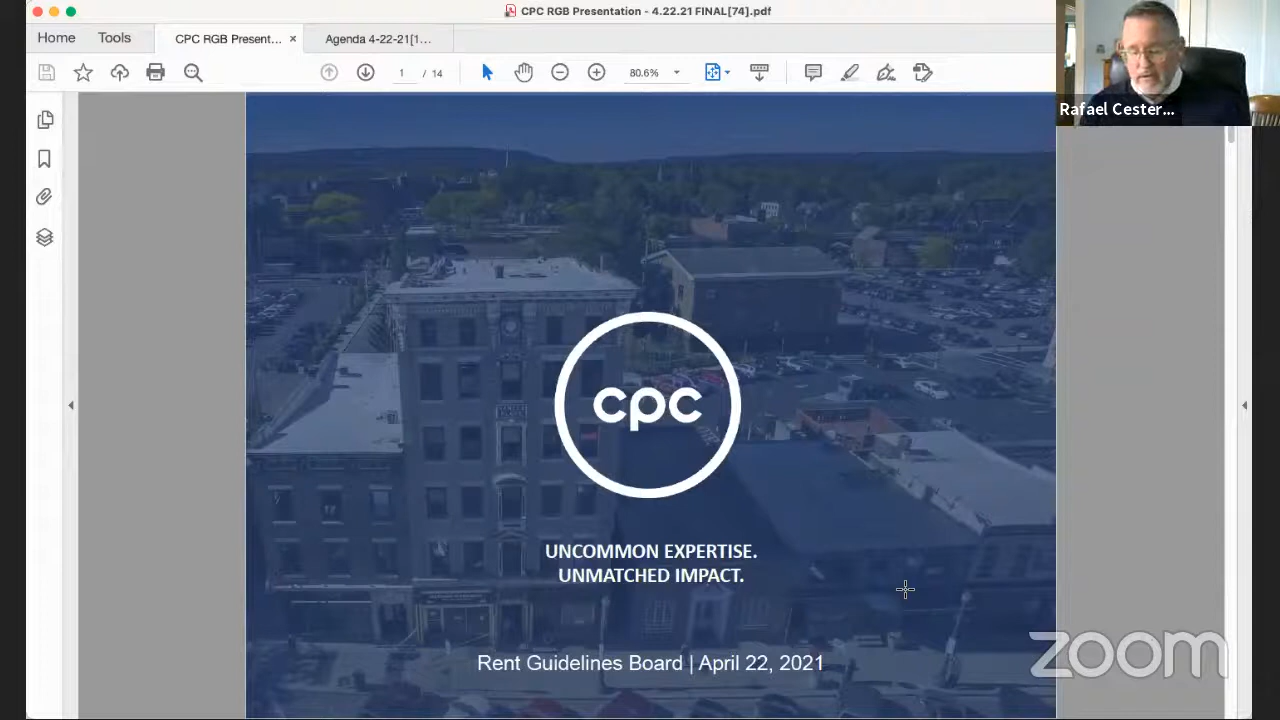 CPC RGB Presentation - 4.22.21 FINAL[74].pdf
Home
Tools
CPC RGB Present...
×
Agenda 4-22-21[1...
1
/ 14
80.6%
Rafael Cester...
cpc
UNCOMMON EXPERTISE.
UNMATCHED IMPACT.
Rent Guidelines Board | April 22, 2021
zoom